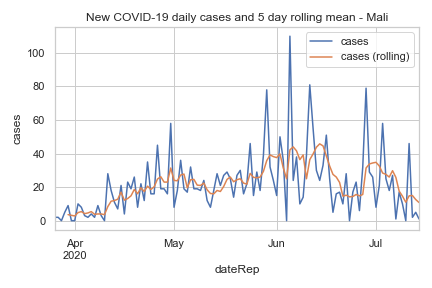 New COVID-19 daily cases and 5 day rolling mean - Mali
cases
cases (rolling)
cases
100
80
60
40
20
0
Apr
2020
May
Jun
Jul
dateRep